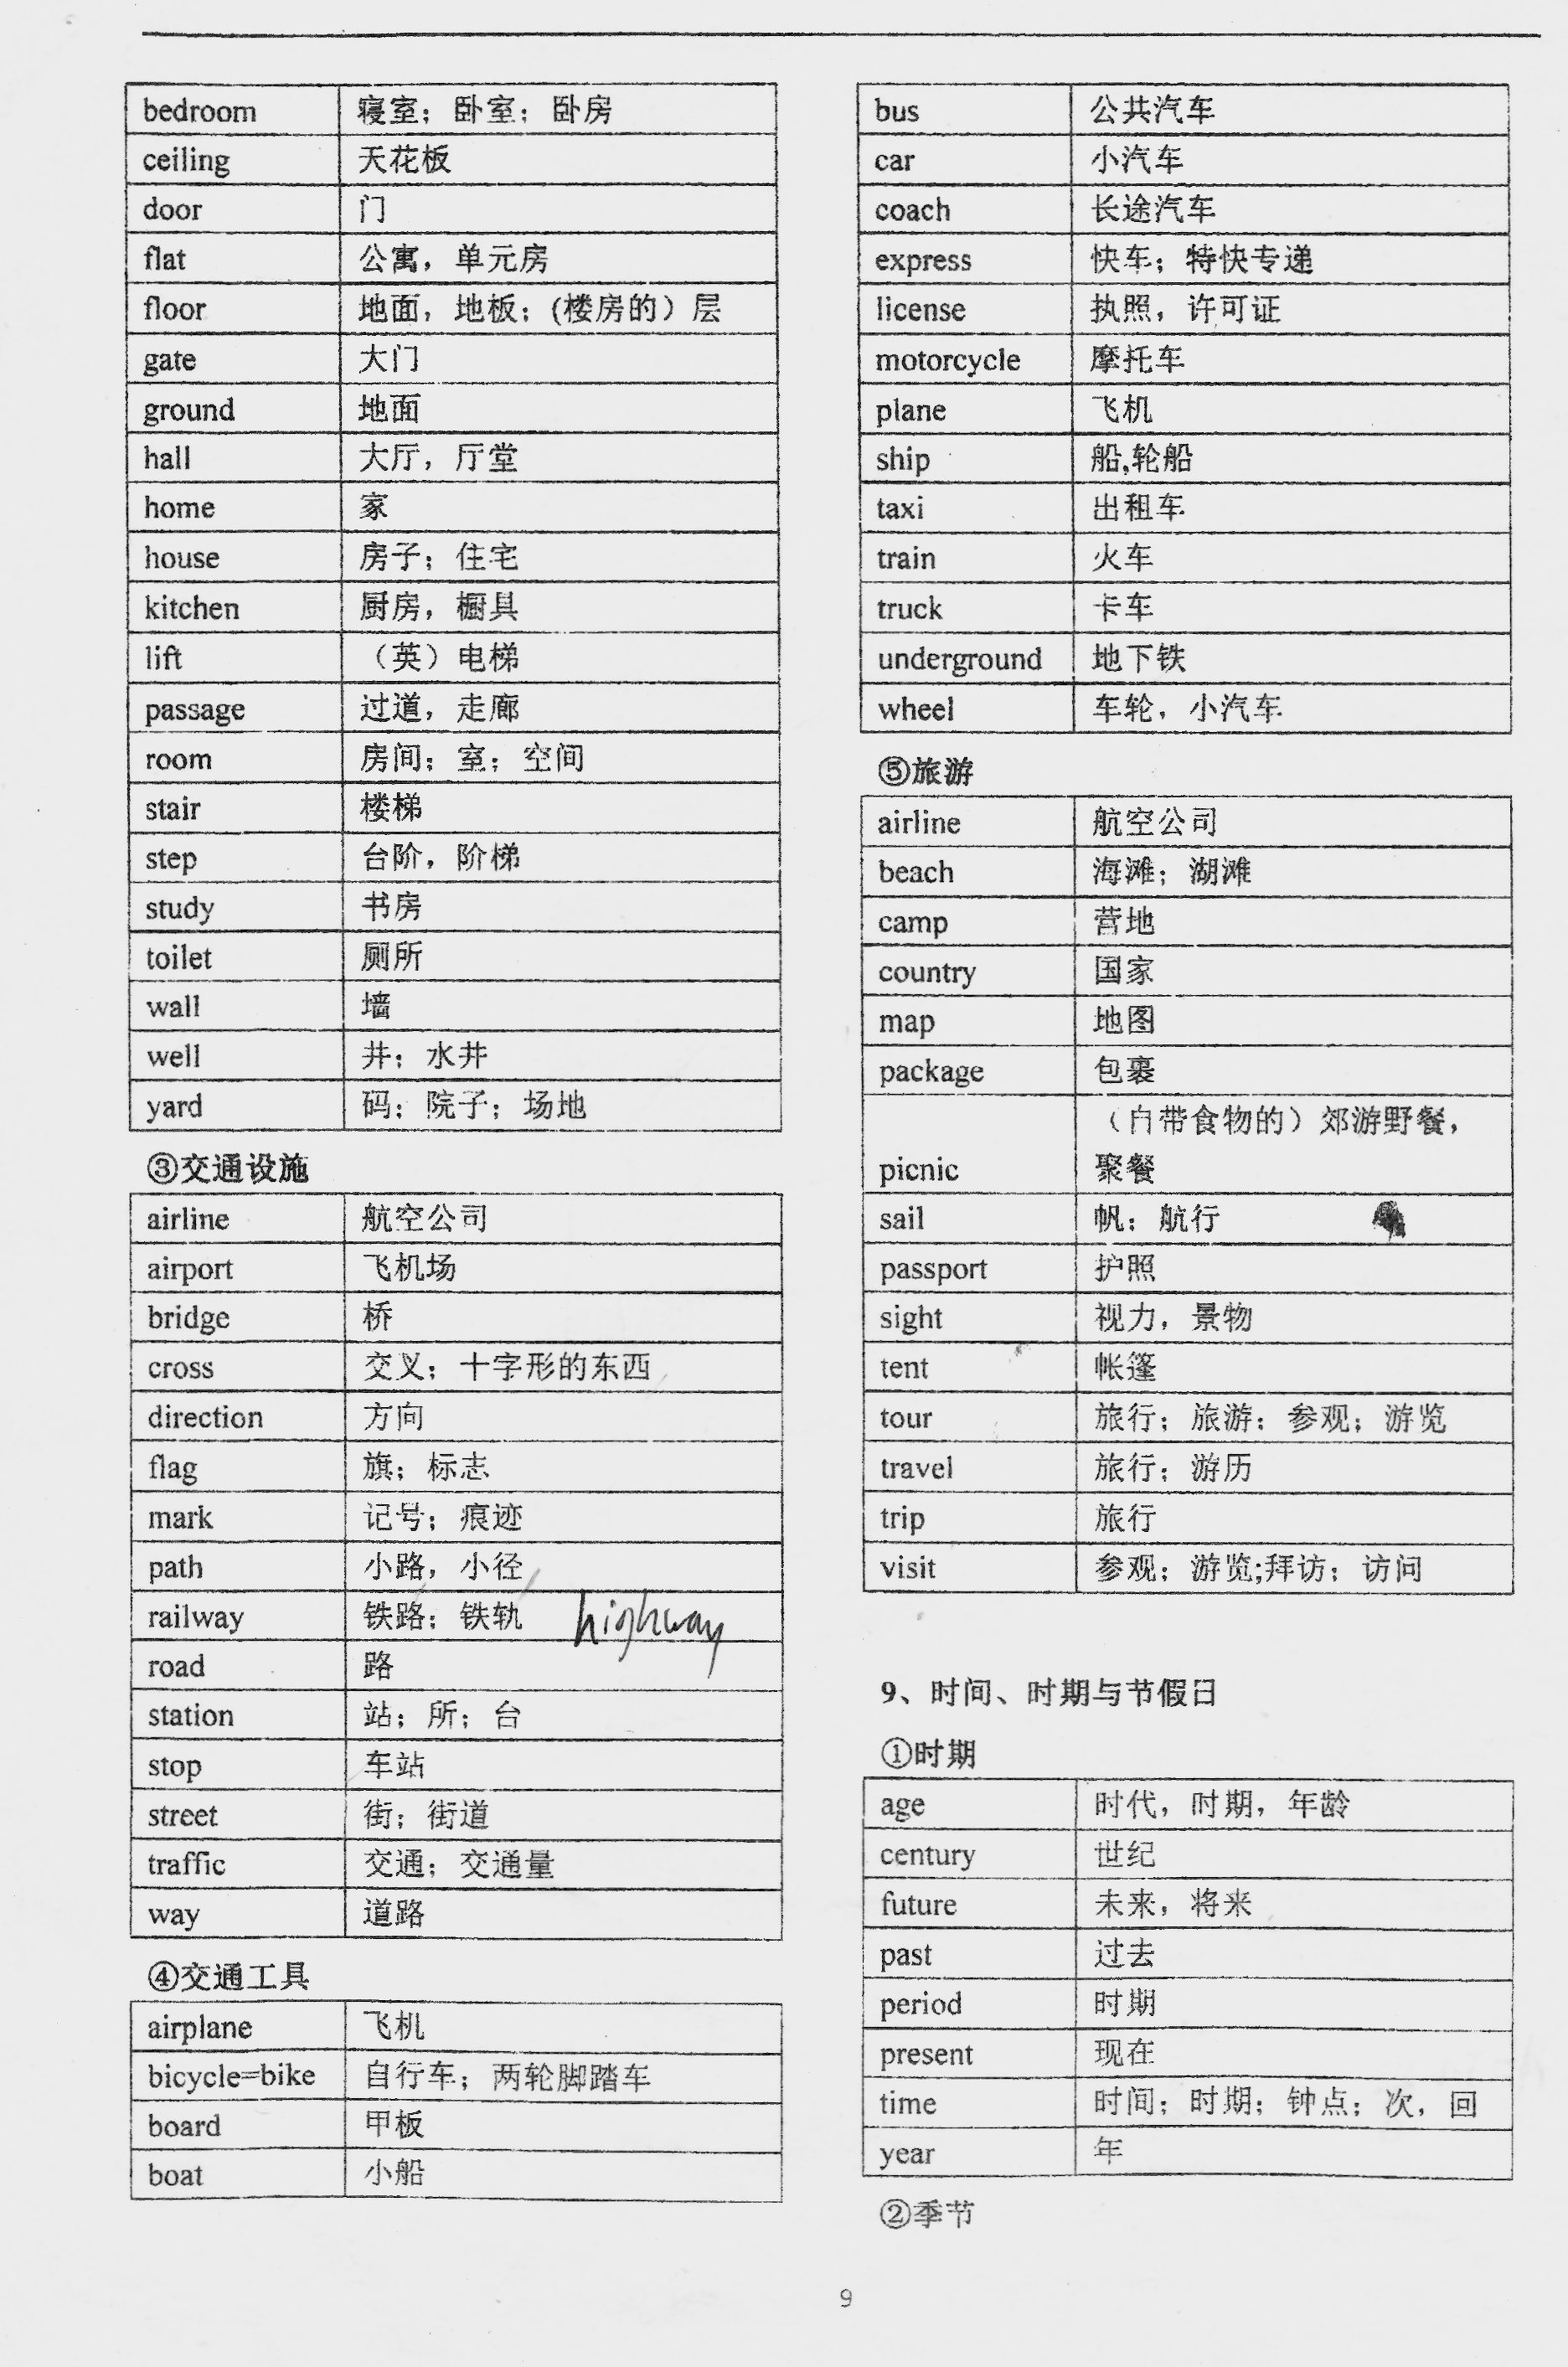 bedroom 寝室；卧室；卧房
ceiling 天花板
door 门
flat 公寓，单元房
floor 地面，地板；(楼房的）层
gate 大门
ground 地面
hall 大厅，厅堂
home 家
house 房子；住宅
kitchen 厨房，橱具
lift （英）电梯
passage 过道，走廊
room 房间；室；空间
stair 楼梯
step 台阶，阶梯
study 书房
toilet 厕所
wall 墙
well 井；水井
yard 码；院子；场地
③交通设施
airline 航空公司
airport 飞机场
bridge 桥
cross 交叉；十字形的东西
direction 方向
flag 旗；标志
mark 记号；痕迹
path 小路，小径
railway 铁路；铁轨 highway
road 路
station 站；所；台
stop 车站
street 街；街道
traffic 交通；交通量
way 道路
④交通工具
airplane 飞机
bicycle=bike 自行车；两轮脚踏车
board 甲板
boat 小船
bus 公共汽车
car 小汽车
coach 长途汽车
express 快车；特快专递
license 执照，许可证
motorcycle 摩托车
plane 飞机
ship 船,轮船
taxi 出租车
train 火车
truck 卡车
underground 地下铁
wheel 车轮，小汽车
⑤旅游
airline 航空公司
beach 海滩；湖滩
camp 营地
country 国家
map 地图
package 包裹
（自带食物的）郊游野餐，
picnic 聚餐
sail 帆；航行
passport 护照
sight 视力，景物
tent 帐篷
tour 旅行；旅游；参观；游览
travel 旅行；游历
trip 旅行
visit 参观；游览;拜访；访问
9、时间、时期与节假日
①时期
age 时代，时期，年龄
century 世纪
future 未来，将来
past 过去
period 时期
present 现在
time 时间；时期；钟点；次，回
year 年
②季节
9